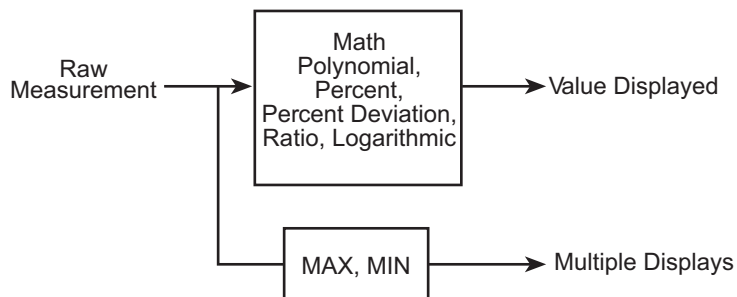 Raw
Measurement
Math
Polynomial,
Percent,
Percent Deviation,
Ratio, Logarithmic
Value Displayed
MAX, MIN
Multiple Displays